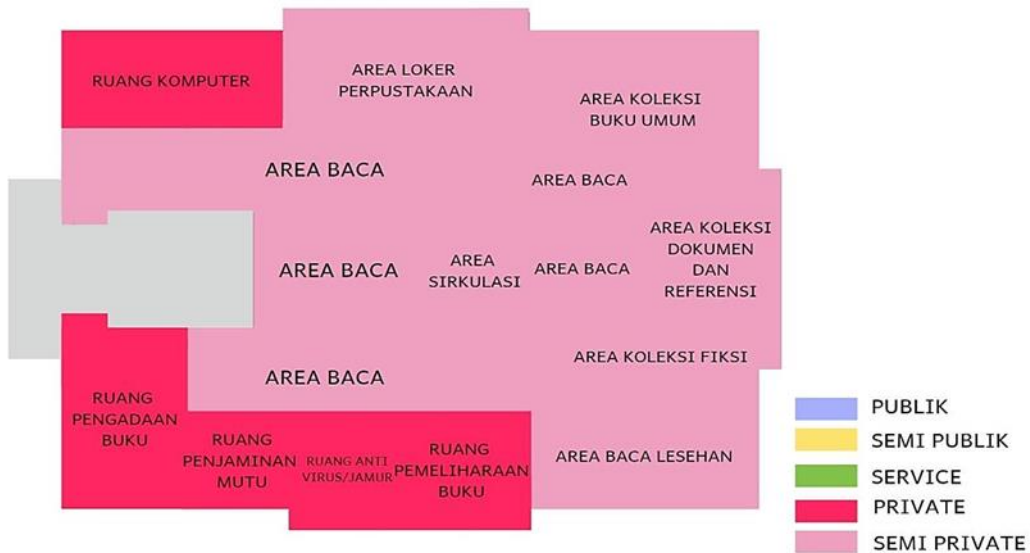 RUANG KOMPUTER
AREA LOKER
PERPUSTAKAAN
AREA KOLEKSI
BUKU UMUM
AREA BACA
AREA BACA
AREA KOLEKSI
DOKUMEN
DAN
REFERENSI
AREA BACA
AREA
SIRKULASI
AREA BACA
AREA KOLEKSI FIKSI
AREA BACA
RUANG
PENGADAAN
BUKU
RUANG
PENJAMINAN
MUTU
RUANG ANTI
VIRUS/JAMUR
RUANG
PEMELIHARAAN
BUKU
AREA BACA LESEHAN
PUBLIK
SEMI PUBLIK
SERVICE
PRIVATE
SEMI PRIVATE